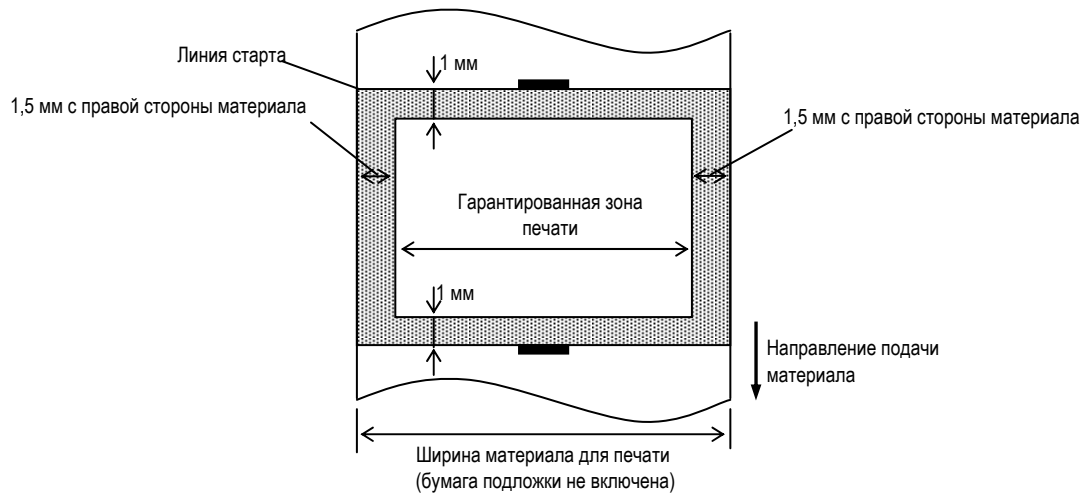 Линия старта
1 мм
1,5 мм с правой стороны материала
1,5 мм с правой стороны материала
Гарантированная зона
печати
1 мм
Направление подачи
материала
Ширина материала для печати
(бумага подложки не включена)